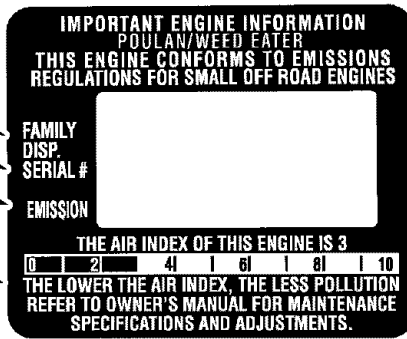 IMPORTANT ENGINE INFORMATION
POULAN/WEED EATER
THIS ENGINE CONFORMS TO EMISSIONS
REGULATIONS FOR SMALL OFF ROAD ENGINES
FAMILY
DISP.
SERIAL #
EMISSION
THE AIR INDEX OF THIS ENGINE IS 3
0 2 4 6 8 10
THE LOWER THE AIR INDEX, THE LESS POLLUTION
REFER TO OWNER'S MANUAL FOR MAINTENANCE
SPECIFICATIONS AND ADJUSTMENTS.